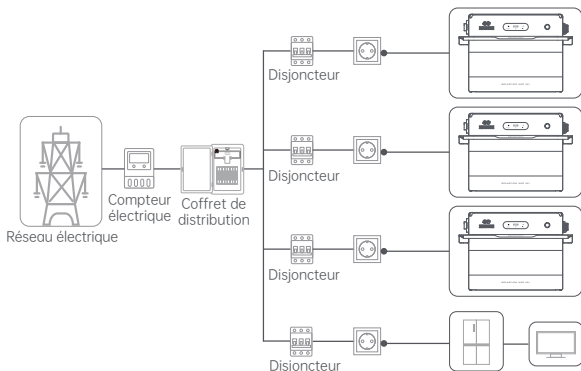 Disjoncteur
Disjoncteur
Compteur
électrique
Coffret de
distribution
Réseau électrique
Disjoncteur
Disjoncteur